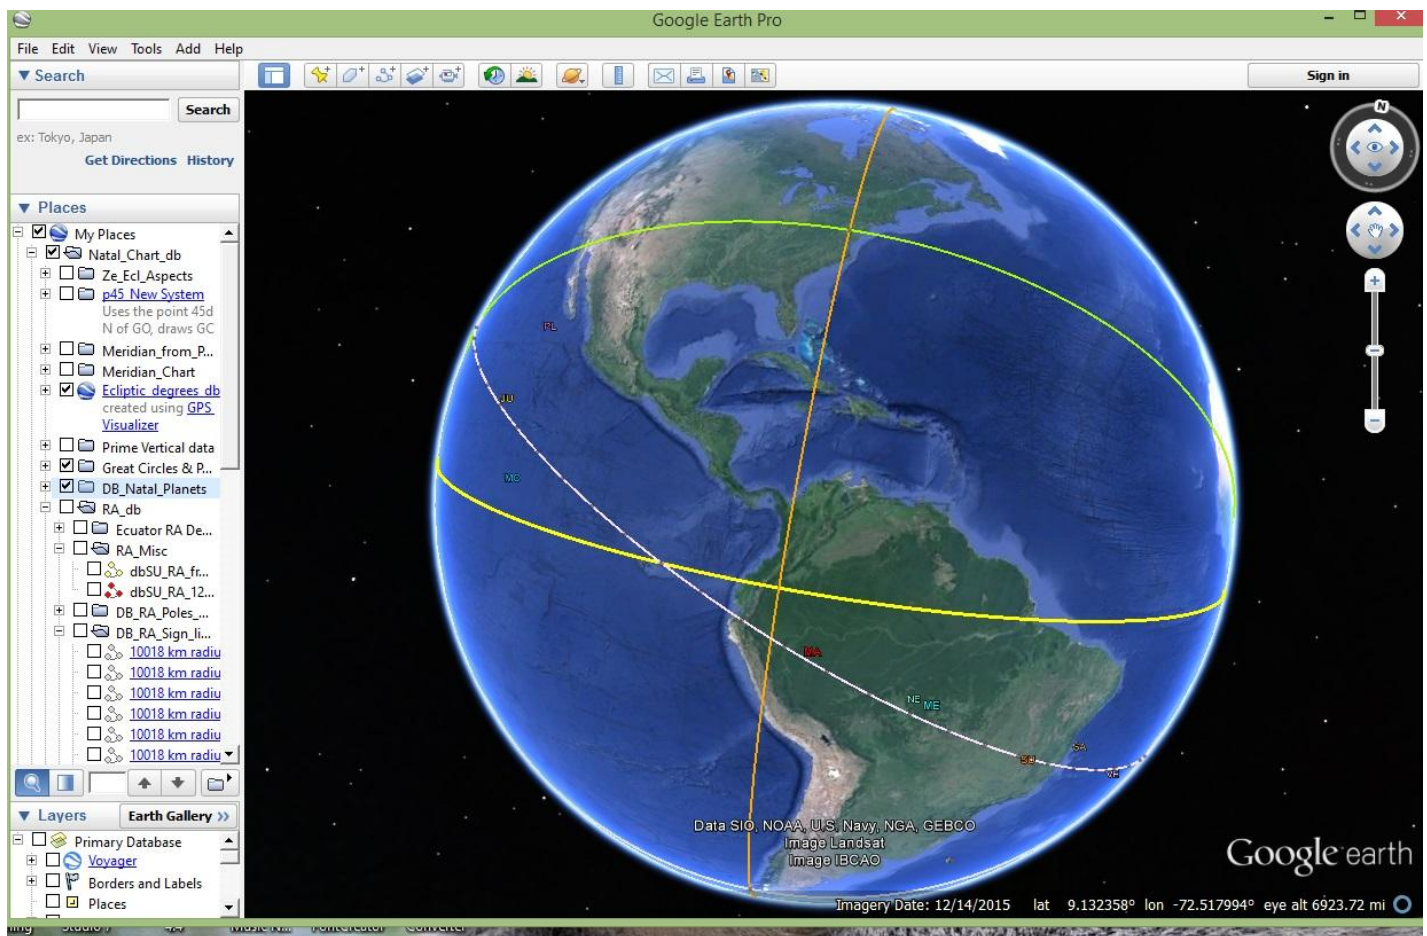 Google Earth Pro
File Edit View Tools Add Help
Search
Sign in
Search
ex: Tokyo, Japan
Get Directions History
Places
My Places
Natal_Chart_db
Ze_Ecl_Aspects
p45_New System
Uses the point 45d
N of GO, draws GC
Meridian_from_P...
Meridian_Chart
Ecliptic_degrees_db
created using GPS
Visualizer
Prime Vertical data
Great Circles & P...
DB_Natal_Planets
RA_db
Ecuator RA De...
RA_Misc
dbSU_RA_fr...
dbSU_RA_12...
DB_RA_Poles_...
DB_RA_Sign_li...
10018 km radiu
10018 km radiu
10018 km radiu
10018 km radiu
10018 km radiu
10018 km radiu
Layers Earth Gallery >>
Primary Database
Voyager
Borders and Labels
Places
N
PL
JU
MO
MA
NE ME
SA
SU
VE
Data SIO, NOAA, U.S. Navy, NGA, GEBCO
Image Landsat
Image IBCAO
Google earth
Imagery Date: 12/14/2015 lat 9.132358° lon -72.517994° eye alt 6923.72 mi